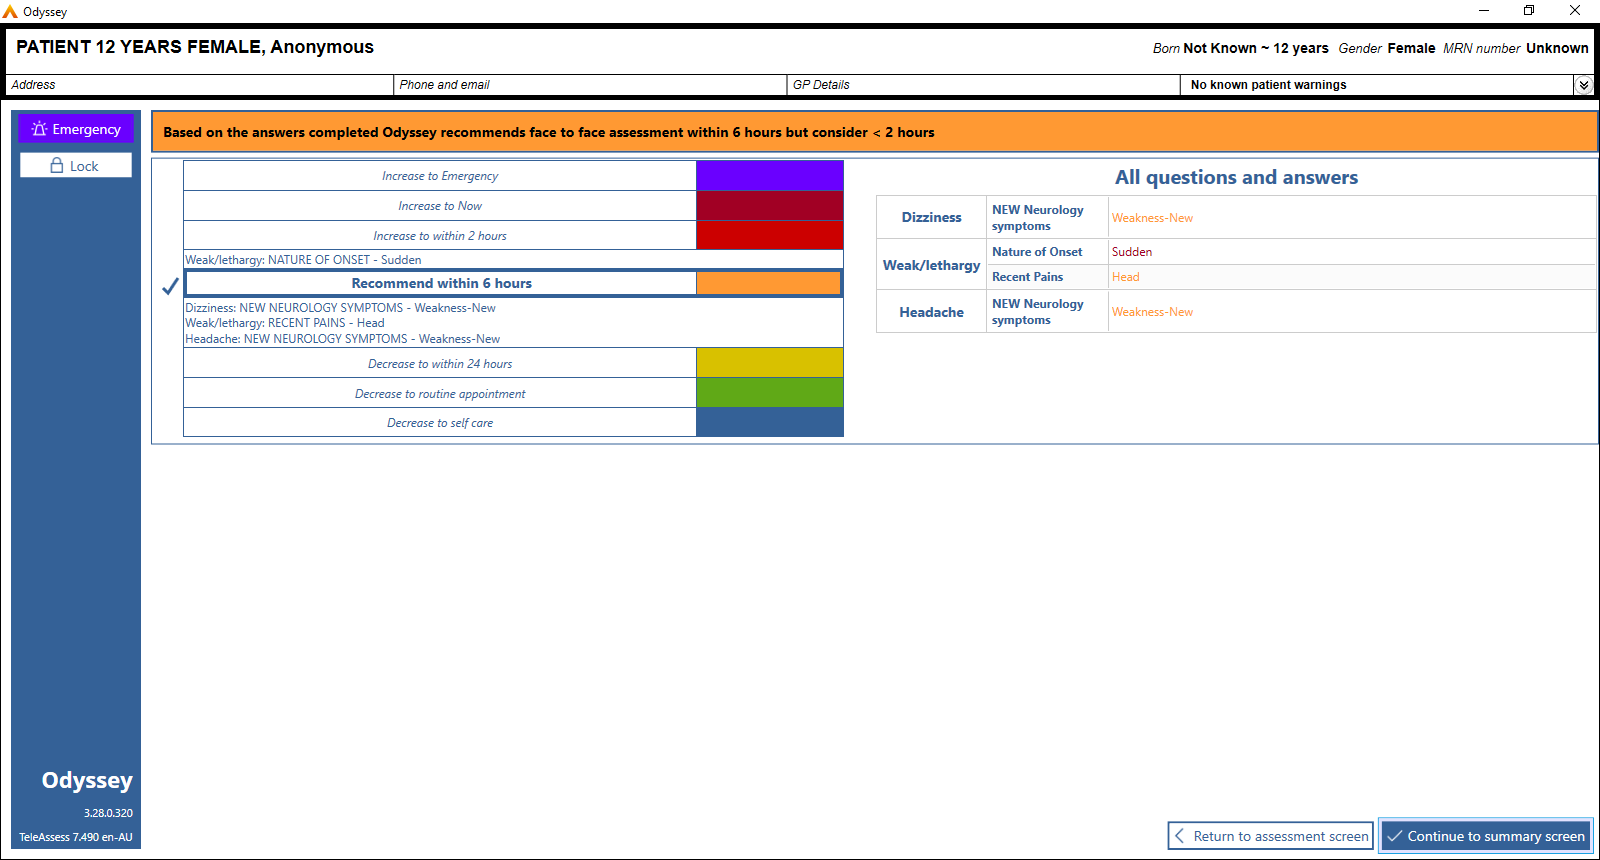 Odyssey
PATIENT 12 YEARS FEMALE, Anonymous
Born Not Known ~ 12 years Gender Female MRN number Unknown
Address
Phone and email
GP Details
No known patient warnings
Emergency
Lock
Based on the answers completed Odyssey recommends face to face assessment within 6 hours but consider < 2 hours
Increase to Emergency
Increase to Now
Increase to within 2 hours
Weak/lethargy: NATURE OF ONSET - Sudden
Recommend within 6 hours
Dizziness: NEW NEUROLOGY SYMPTOMS - Weakness-New
Weak/lethargy: RECENT PAINS - Head
Headache: NEW NEUROLOGY SYMPTOMS - Weakness-New
Decrease to within 24 hours
Decrease to routine appointment
Decrease to self care
All questions and answers
Dizziness
NEW Neurology
symptoms
Weakness-New
Weak/lethargy
Nature of Onset
Sudden
Recent Pains
Head
Headache
NEW Neurology
symptoms
Weakness-New
Odyssey
3.28.0.320
TeleAssess 7.490 en-AU
Return to assessment screen
Continue to summary screen